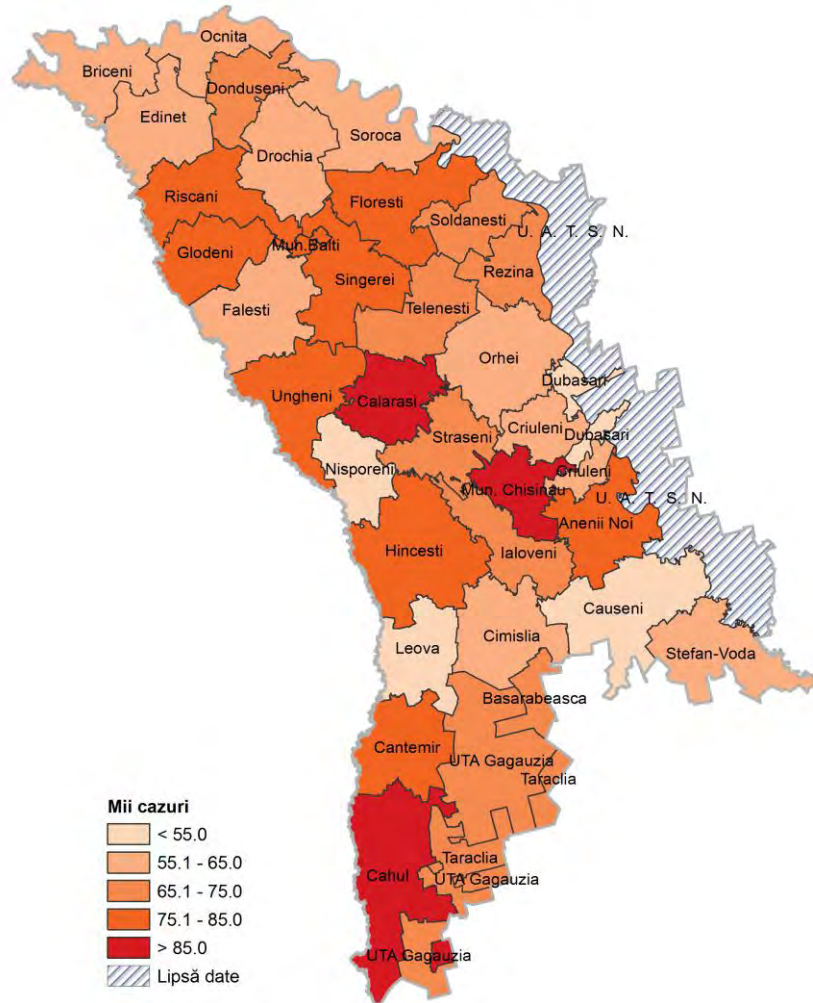 Ocnita
Briceni
Donduseni
Edinet
Soroca
Drochia
Riscani
Floresti
Soldanesti
U. A. T. S. N.
Glodeni
Mun.Balti
Singerei
Rezina
Falesti
Telenesti
Orhei
Dubasari
Ungheni
Calarasi
Criuleni
Dubasari
Straseni
Nisporeni
Criuleni
Mun. Chisinau
U. A. T. S. N.
Anenii Noi
Hincesti
Ialoveni
Causeni
Cimislia
Leova
Stefan-Voda
Basarabeasca
Cantemir
UTA Gagauzia
Taraclia
Mii cazuri
< 55.0
55.1 - 65.0
65.1 - 75.0
75.1 - 85.0
> 85.0
Lipsă date
Taraclia
Cahul
UTA Gagauzia
UTA Gagauzia